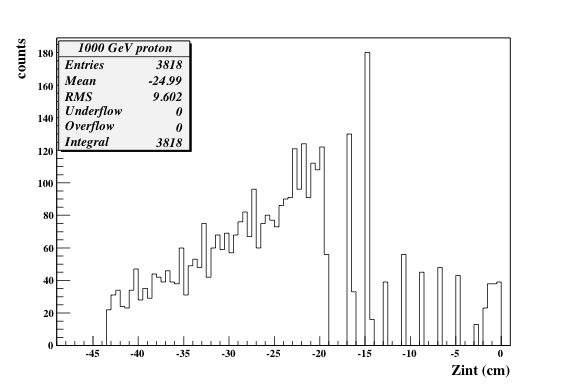 counts
1000 GeV proton
Entries 3818
Mean -24.99
RMS 9.602
Underflow 0
Overflow 0
Integral 3818
180
160
140
120
100
80
60
40
20
0
-45 -40 -35 -30 -25 -20 -15 -10 -5 0
Zint (cm)